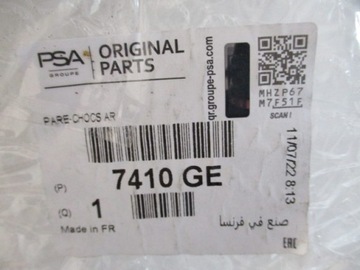 PSA
GROUPE
ORIGINAL
PARTS
qr.groupe-psa.com
MHZP67
M7F51F
SCAN!
PARE-CHOCS AR
11/07/22 8:13
(P) 7410 GE
(Q) 1
Made in FR
صنع في فرنسا
EAC